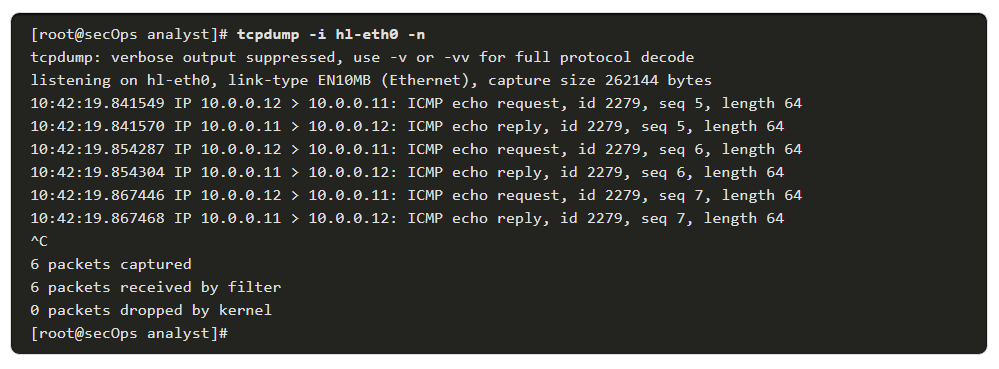 [root@secOps analyst]# tcpdump -i hl-eth0 -n
tcpdump: verbose output suppressed, use -v or -vv for full protocol decode
listening on hl-eth0, link-type EN10MB (Ethernet), capture size 262144 bytes
10:42:19.841549 IP 10.0.0.12 > 10.0.0.11: ICMP echo request, id 2279, seq 5, length 64
10:42:19.841570 IP 10.0.0.11 > 10.0.0.12: ICMP echo reply, id 2279, seq 5, length 64
10:42:19.854287 IP 10.0.0.12 > 10.0.0.11: ICMP echo request, id 2279, seq 6, length 64
10:42:19.854304 IP 10.0.0.11 > 10.0.0.12: ICMP echo reply, id 2279, seq 6, length 64
10:42:19.867446 IP 10.0.0.12 > 10.0.0.11: ICMP echo request, id 2279, seq 7, length 64
10:42:19.867468 IP 10.0.0.11 > 10.0.0.12: ICMP echo reply, id 2279, seq 7, length 64
^C
6 packets captured
6 packets received by filter
0 packets dropped by kernel
[root@secOps analyst]#